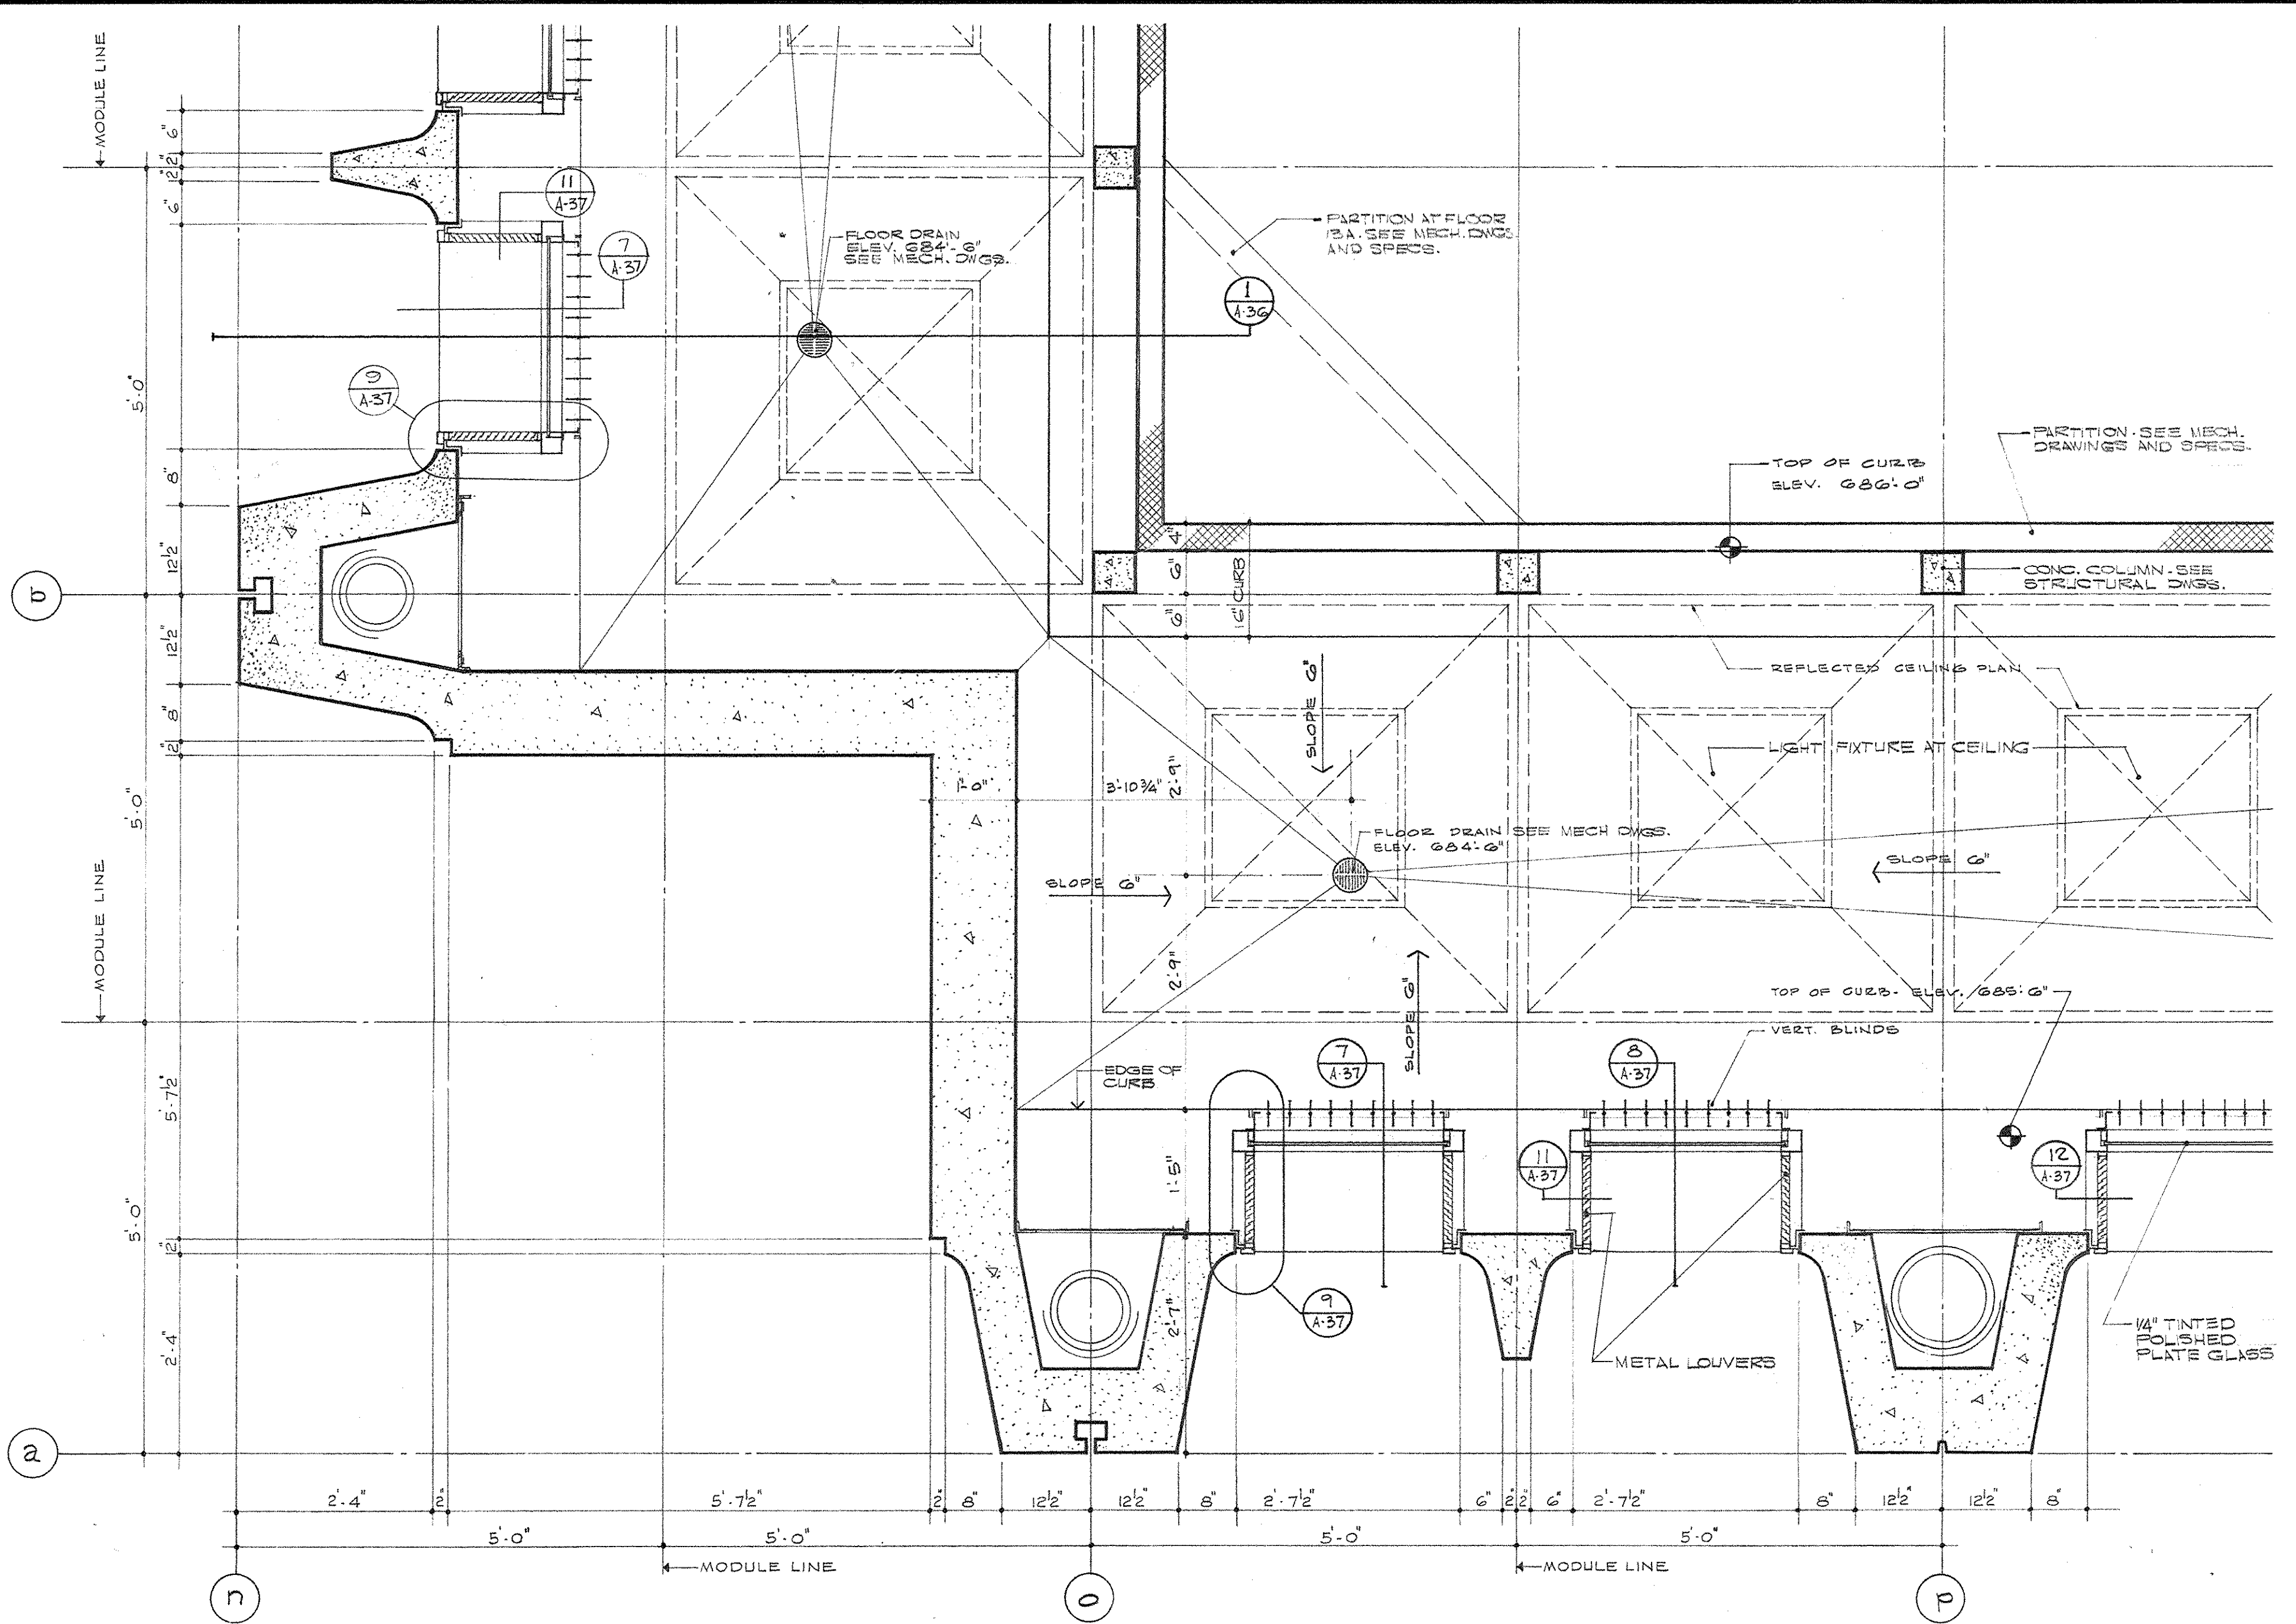 MODULE LINE
6"
2"
2"
6"
11
A-37
7
A-37
FLOOR DRAIN
ELEV. 684'-6"
SEE MECH. DWGS.
PARTITION AT FLOOR
13A. SEE MECH. DWGS
AND SPECS.
1
A-36
9
A-37
5'-0"
8"
12½"
12½"
8"
2"
b
PARTITION - SEE MECH.
DRAWINGS AND SPECS.
TOP OF CURB
ELEV. 686'-0"
4"
6"
6"
16" CURB
CONC. COLUMN - SEE
STRUCTURAL DWGS.
REFLECTED CEILING PLAN
SLOPE 6"
LIGHT FIXTURE AT CEILING
5'-0"
1'-0"
3'-10¾"
2'-9"
FLOOR DRAIN SEE MECH DWGS.
ELEV. 684'-6"
SLOPE 6"
SLOPE 6"
MODULE LINE
2'-9"
SLOPE 6"
TOP OF CURB - ELEV. 685'-6"
VERT. BLINDS
EDGE OF
CURB
7
A-37
8
A-37
5'-7½"
11
A-37
12
A-37
1'-5"
5'-0"
2"
2'-4"
2'-7"
9
A-37
METAL LOUVERS
1/4" TINTED
POLISHED
PLATE GLASS
a
2'-4" 2" 5'-7½" 2" 8" 12½" 12½" 8" 2'-7½" 6" 2" 2" 6" 2'-7½" 8" 12½" 12½" 8"
5'-0" 5'-0" 5'-0" 5'-0"
MODULE LINE MODULE LINE
n o p